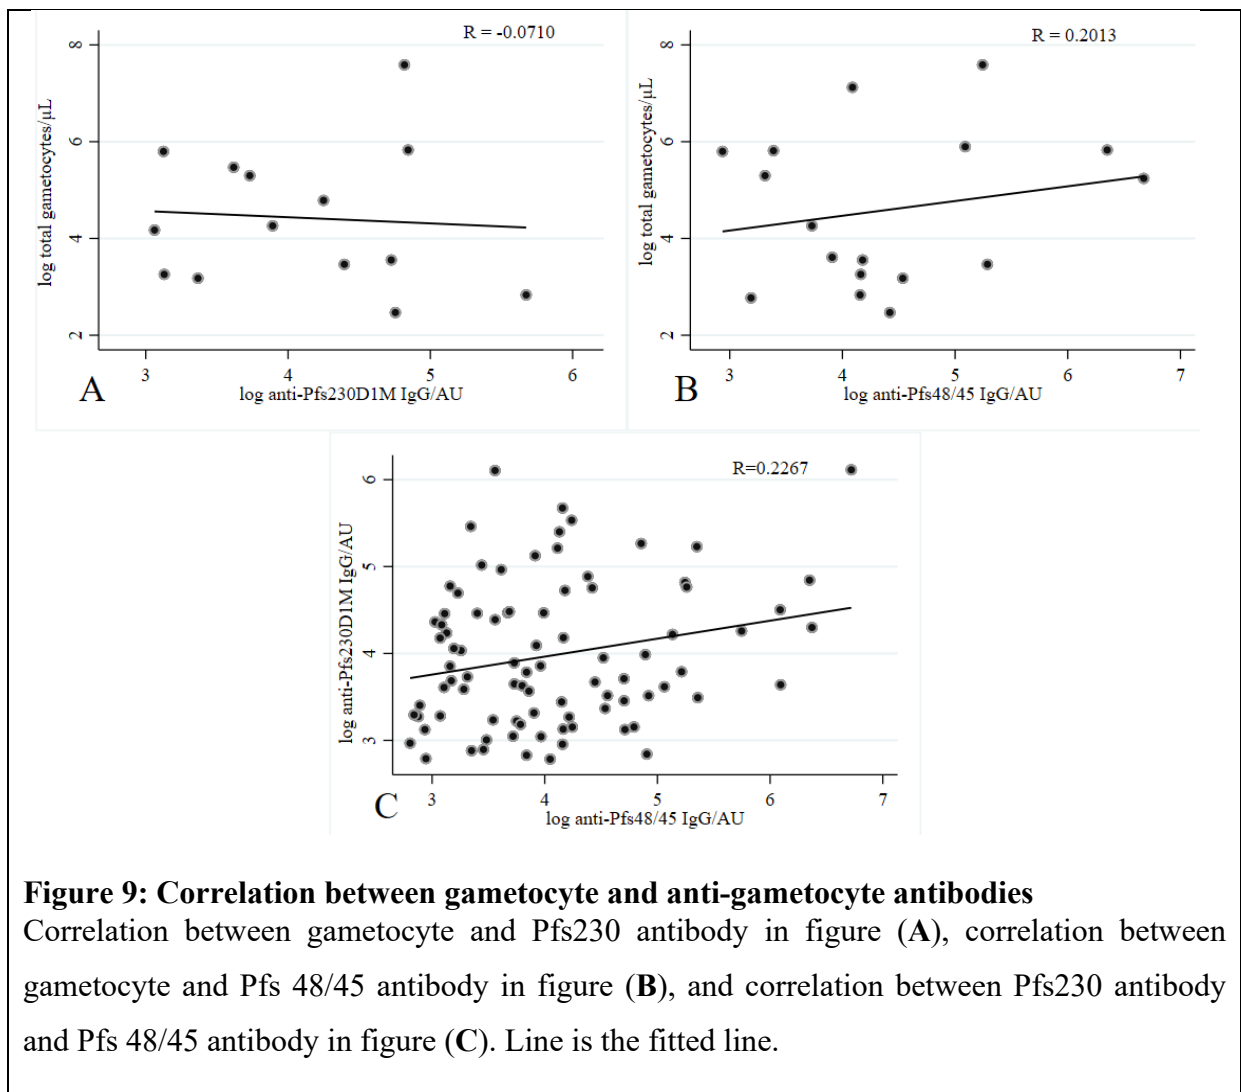 R = -0.0710
log total gametocytes/µL
8
6
4
2
3 4 5 6
log anti-Pfs230D1M IgG/AU
A
R = 0.2013
log total gametocytes/µL
8
6
4
2
3 4 5 6 7
log anti-Pfs48/45 IgG/AU
B
R=0.2267
log anti-Pfs230D1M IgG/AU
6
5
4
3
3 4 5 6 7
log anti-Pfs48/45 IgG/AU
C
Figure 9: Correlation between gametocyte and anti-gametocyte antibodies
Correlation between gametocyte and Pfs230 antibody in figure (A), correlation between
gametocyte and Pfs 48/45 antibody in figure (B), and correlation between Pfs230 antibody
and Pfs 48/45 antibody in figure (C). Line is the fitted line.